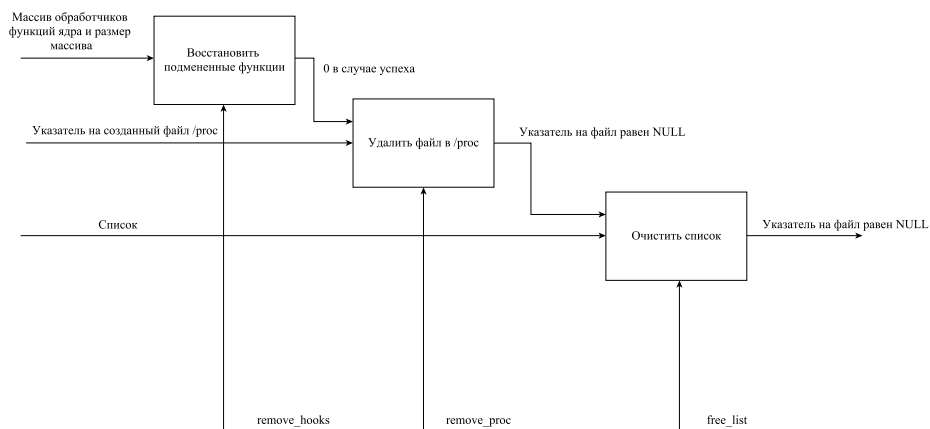 Массив обработчиков
функций ядра и размер
массива
Восстановить
подмененные функции
0 в случае успеха
Указатель на созданный файл /proc
Удалить файл в /proc
Указатель на файл равен NULL
Список
Очистить список
Указатель на файл равен NULL
remove_hooks
remove_proc
free_list